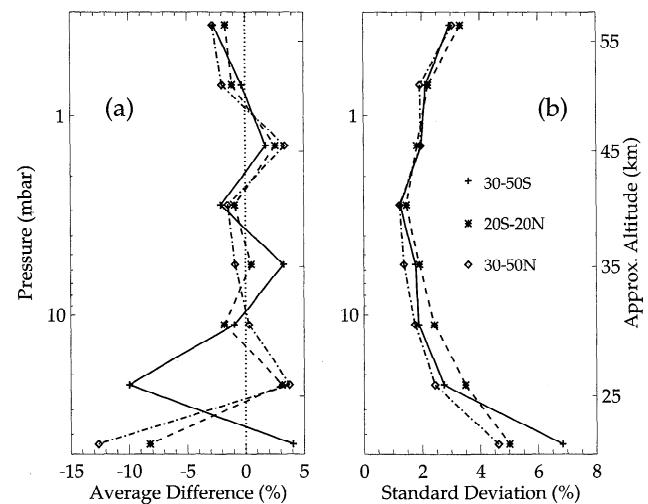 55
1
(a)
(b)
45
30-50S
20S-20N
30-50N
Pressure (mbar)
Approx. Altitude (km)
35
10
10
1
25
-15 -10 -5 0 5
0 2 4 6 8
Average Difference (%)
Standard Deviation (%)